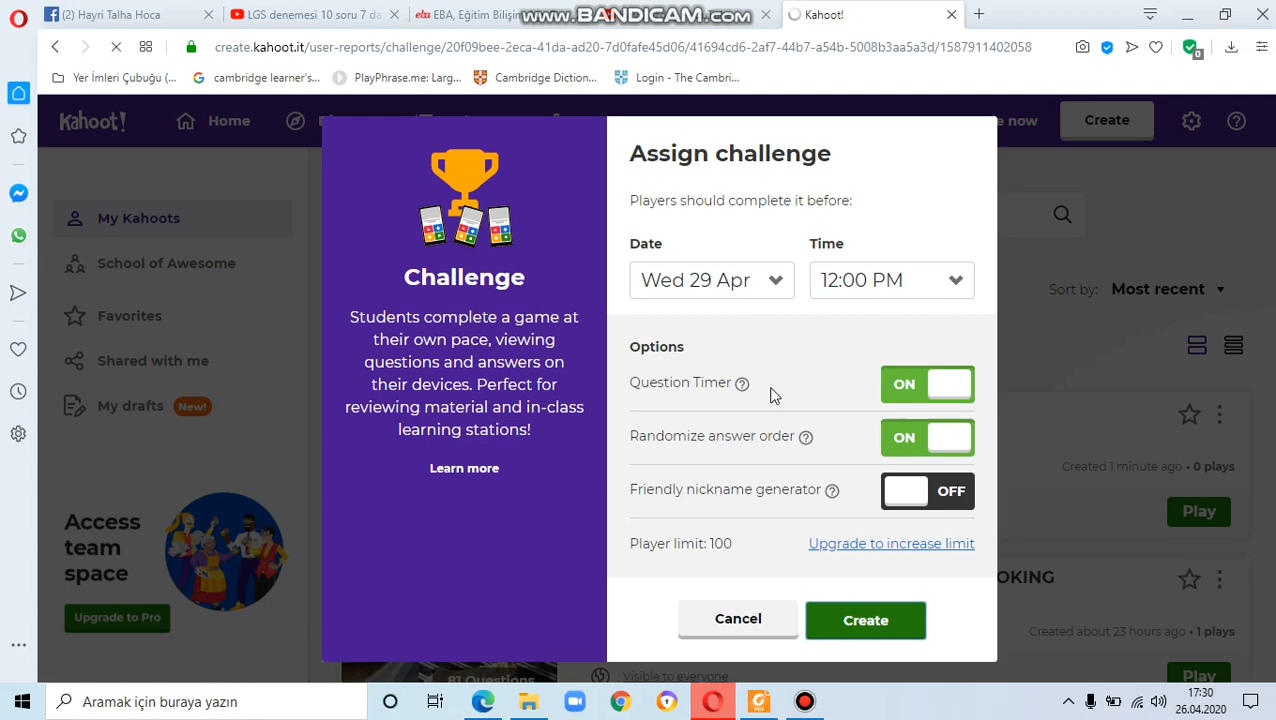 (2) Hayri Talha Hoca
LGS denemesi 10 soru 7 da
EBA, Eğitim Bilişin
www.BANDICAM.com
Kahoot!
create.kahoot.it/user-reports/challenge/20f09bee-2eca-41da-ad20-7d0fafe45d06/41694cd6-2af7-44b7-a54b-5008b3aa5a3d/1587911402058
Yer İmleri Çubuğu (...
cambridge learner's...
PlayPhrase.me: Larg...
Cambridge Diction...
Login - The Cambri...
Kahoot!
Home
e now
Create
Assign challenge
Players should complete it before:
Date
Time
Wed 29 Apr
12:00 PM
Challenge
Students complete a game at
their own pace, viewing
questions and answers on
their devices. Perfect for
reviewing material and in-class
learning stations!
Learn more
Options
Question Timer
ON
Randomize answer order
ON
Friendly nickname generator
OFF
Player limit: 100
Upgrade to increase limit
Cancel
Create
My Kahoots
School of Awesome
Favorites
Shared with me
My drafts
New!
Access
team
space
Upgrade to Pro
Sort by: Most recent
Created 1 minute ago • 0 plays
Play
OKING
Created about 23 hours ago • 1 plays
Play
81 Questions
Visible to everyone
Aramak için buraya yazın
17:30
26.04.2020